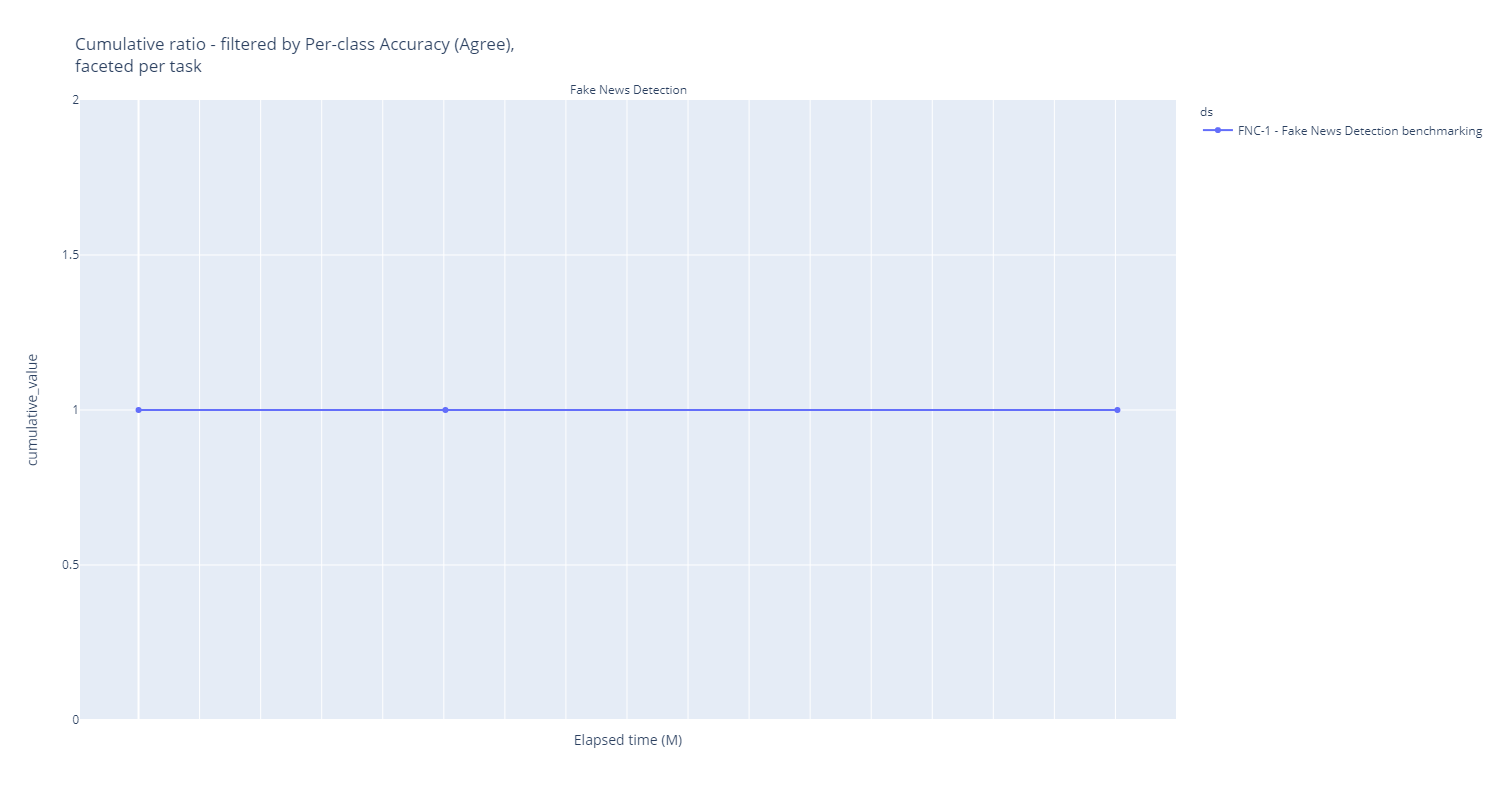 Cumulative ratio - filtered by Per-class Accuracy (Agree),
faceted per task
Fake News Detection
2
1.5
1
0.5
0
cumulative_value
Elapsed time (M)
ds
FNC-1 - Fake News Detection benchmarking